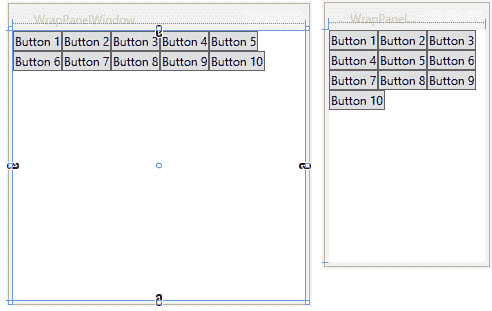 WrapPanelWindow
Button 1 Button 2 Button 3 Button 4 Button 5
Button 6 Button 7 Button 8 Button 9 Button 10
WrapPanel...
Button 1 Button 2 Button 3
Button 4 Button 5 Button 6
Button 7 Button 8 Button 9
Button 10